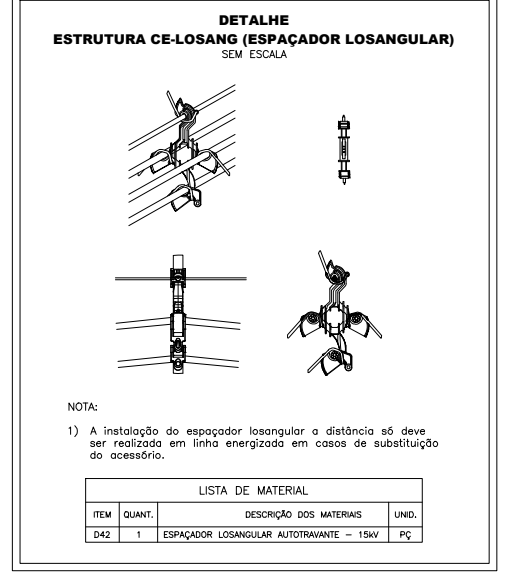 DETALHE
ESTRUTURA CE-LOSANG (ESPAÇADOR LOSANGULAR)
SEM ESCALA
NOTA:
1) A instalação do espaçador losangular a distância só deve
ser realizada em linha energizada em casos de substituição
do acessório.
LISTA DE MATERIAL
ITEM QUANT. DESCRIÇÃO DOS MATERIAIS UNID.
D42 1 ESPAÇADOR LOSANGULAR AUTOTRAVANTE – 15kV PÇ